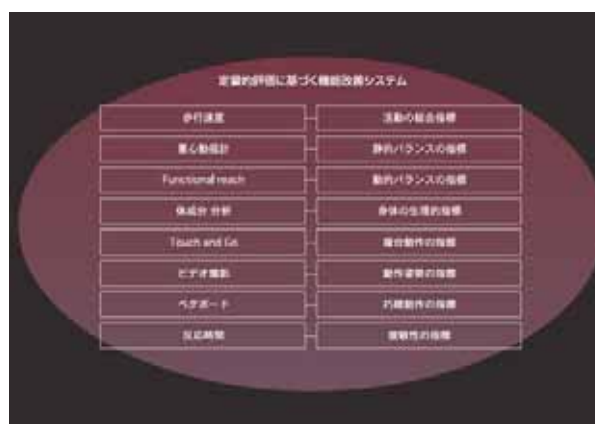 定量的評価に基づく機能改善システム
歩行速度 活動の総合指標
重心動揺計 静的バランスの指標
Functional reach 動的バランスの指標
体成分 分析 身体の生理的指標
Touch and Go 複合動作の指標
ビデオ撮影 動作姿勢の指標
ペグボード 巧緻動作の指標
反応時間 俊敏性の指標